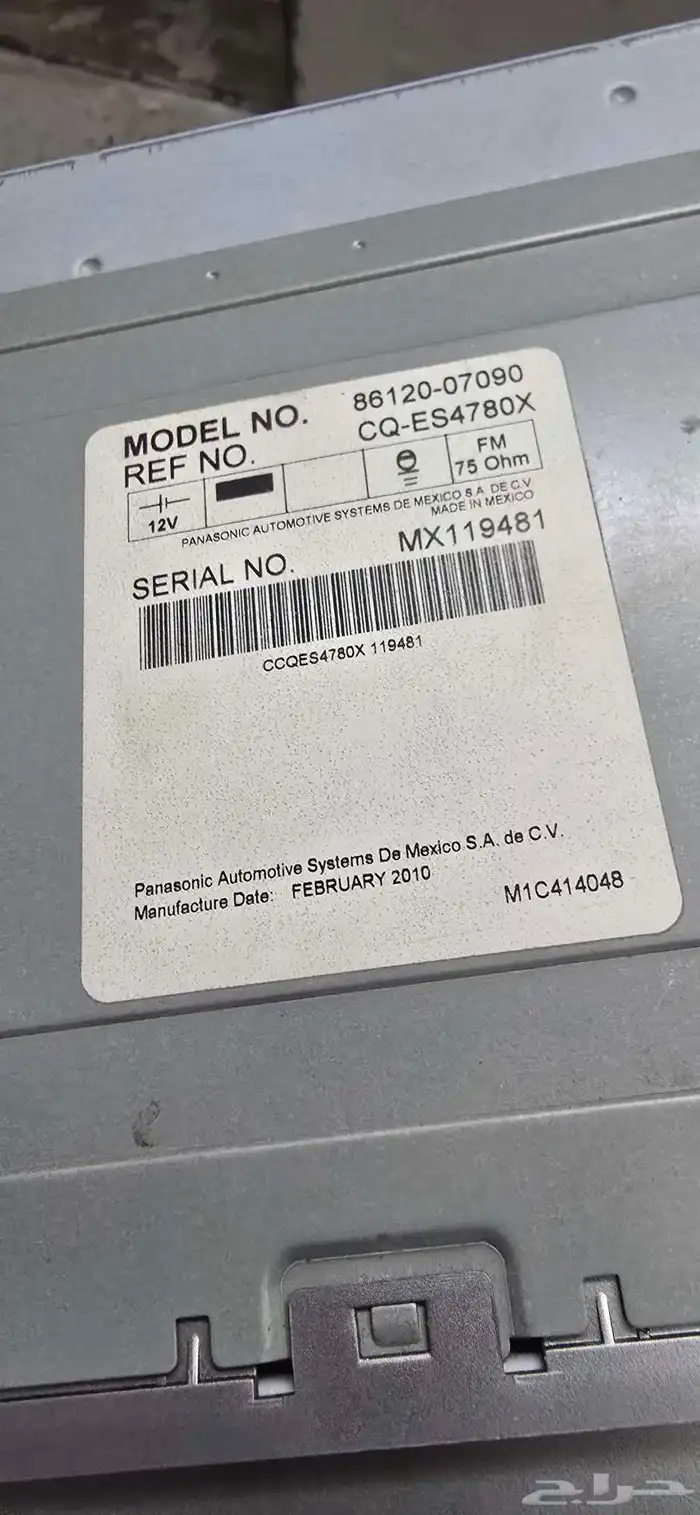 MODEL NO. 86120-07090
REF NO. CQ-ES4780X
12V
FM
75 Ohm
PANASONIC AUTOMOTIVE SYSTEMS DE MEXICO S.A. DE C.V
MADE IN MEXICO
SERIAL NO. MX119481
CCQES4780X 119481
Panasonic Automotive Systems De Mexico S.A. de C.V.
Manufacture Date: FEBRUARY 2010
M1C414048
حراج